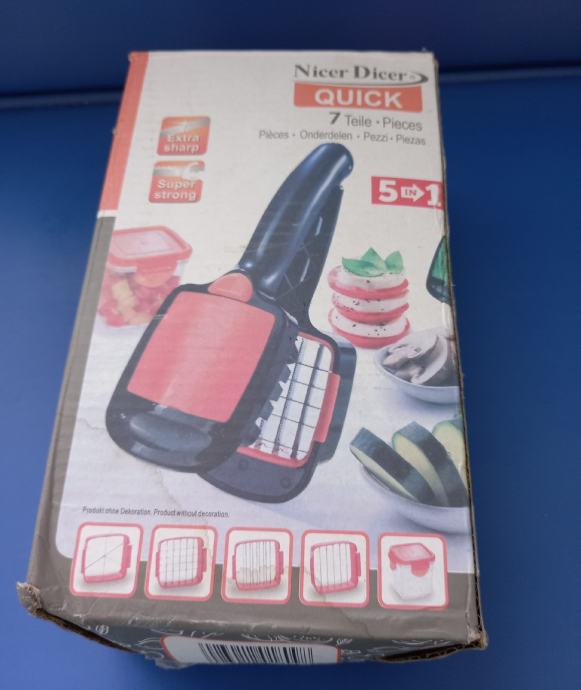 Nicer Dicer
QUICK
7 Teile • Pieces
Pièces • Onderdelen • Pezzi • Piezas
Extra
sharp
Super
strong
5 IN 1
Produkt ohne Dekoration. Product without decoration.